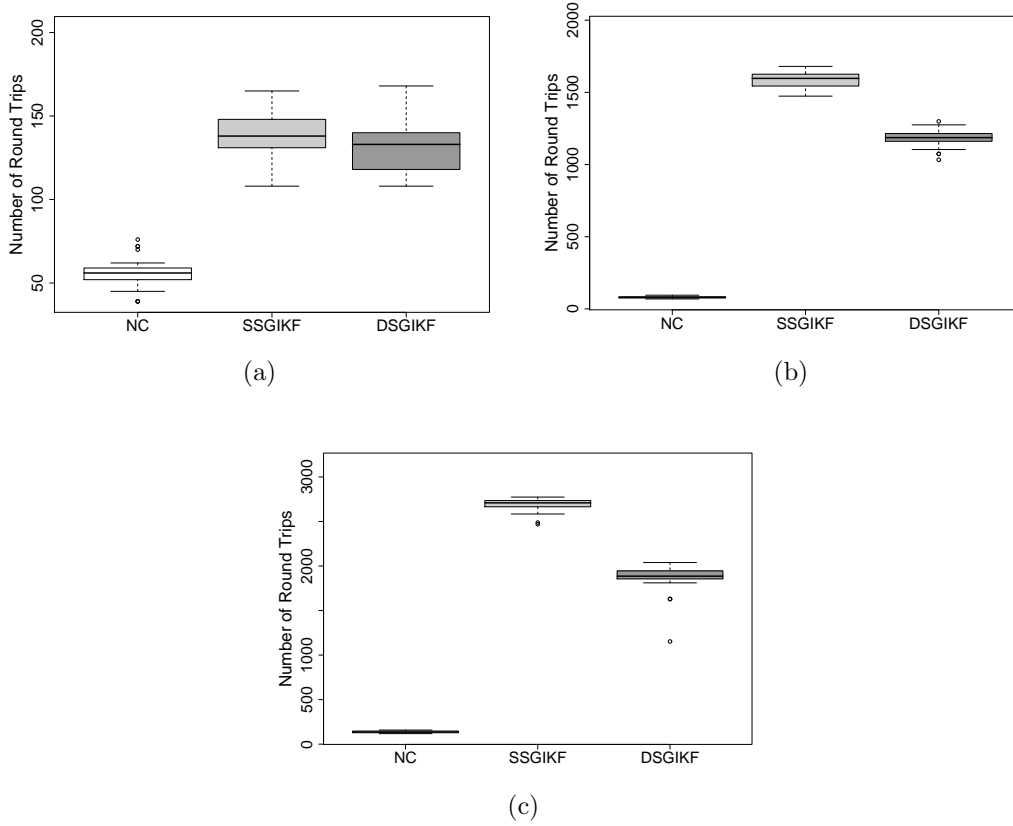 Number of Round Trips
200
150
100
50
NC SSGIKF DSGIKF
(a)
Number of Round Trips
2000
1500
1000
500
0
NC SSGIKF DSGIKF
(b)
Number of Round Trips
3000
2000
1000
500
0
NC SSGIKF DSGIKF
(c)